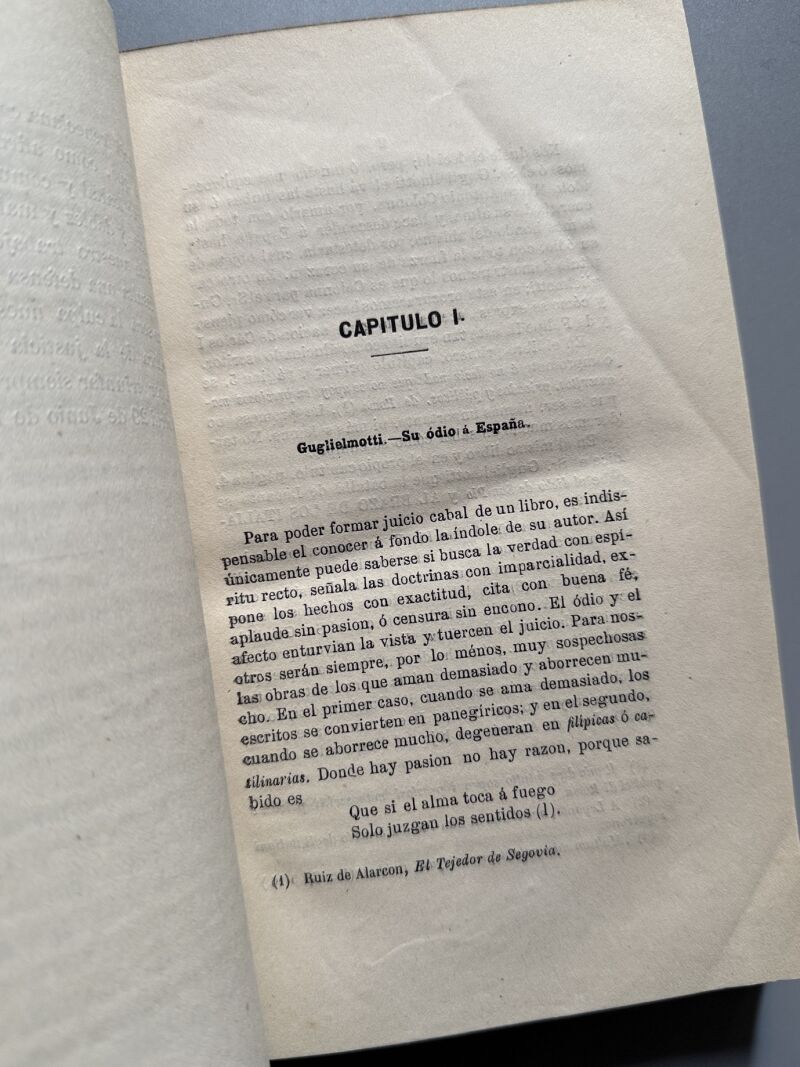 CAPITULO I.
Guglielmotti.—Su ódio á España.
Para poder formar juicio cabal de un libro, es indis-
pensable el conocer á fondo la índole de su autor. Así
únicamente puede saberse si busca la verdad con espí-
ritu recto, señala las doctrinas con imparcialidad, ex-
pone los hechos con exactitud, cita con buena fé,
aplaude sin pasion, ó censura sin encono. El ódio y el
afecto enturvian la vista y tuercen el juicio. Para nos-
otros serán siempre, por lo ménos, muy sospechosas
las obras de los que aman demasiado y aborrecen mu-
cho. En el primer caso, cuando se ama demasiado, los
escritos se convierten en panegíricos; y en el segundo,
cuando se aborrece mucho, degeneran en filípicas ó ca-
tilinarias. Donde hay pasion no hay razon, porque sa-
bido es
Que si el alma toca á fuego
Solo juzgan los sentidos (1).
(1) Ruiz de Alarcon, El Tejedor de Segovia.